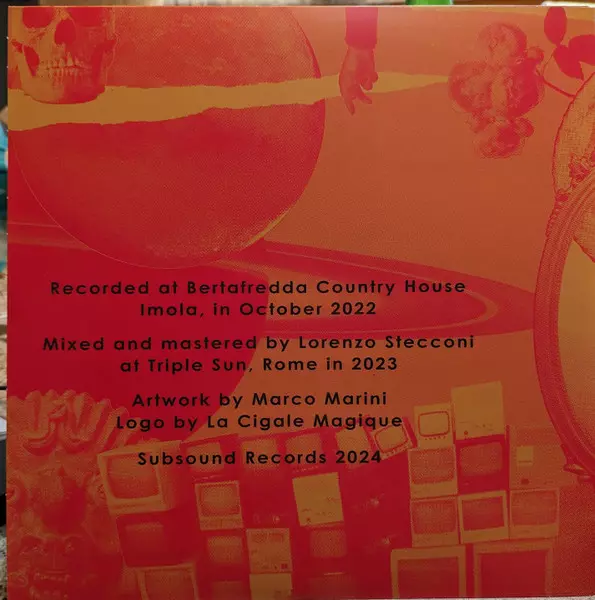 Recorded at Bertafredda Country House
Imola, in October 2022
Mixed and mastered by Lorenzo Stecconi
at Triple Sun, Rome in 2023
Artwork by Marco Marini
Logo by La Cigale Magique
Subsound Records 2024